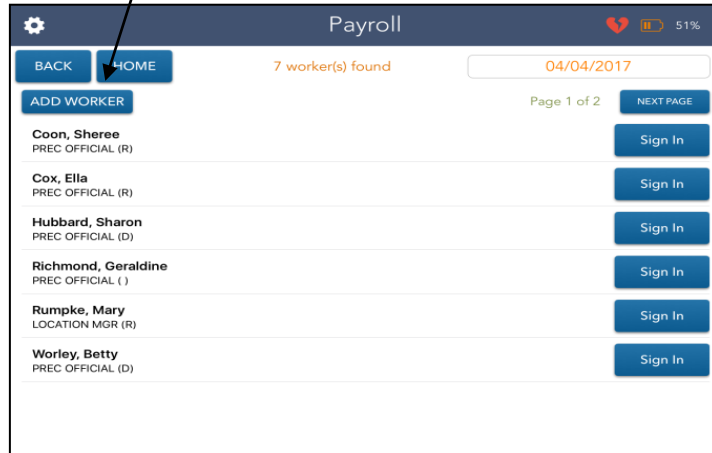 Payroll
51%
BACK HOME 7 worker(s) found 04/04/2017
ADD WORKER Page 1 of 2 NEXT PAGE
Coon, Sheree
PREC OFFICIAL (R)
Sign In
Cox, Ella
PREC OFFICIAL (R)
Sign In
Hubbard, Sharon
PREC OFFICIAL (D)
Sign In
Richmond, Geraldine
PREC OFFICIAL ( )
Sign In
Rumpke, Mary
LOCATION MGR (R)
Sign In
Worley, Betty
PREC OFFICIAL (D)
Sign In